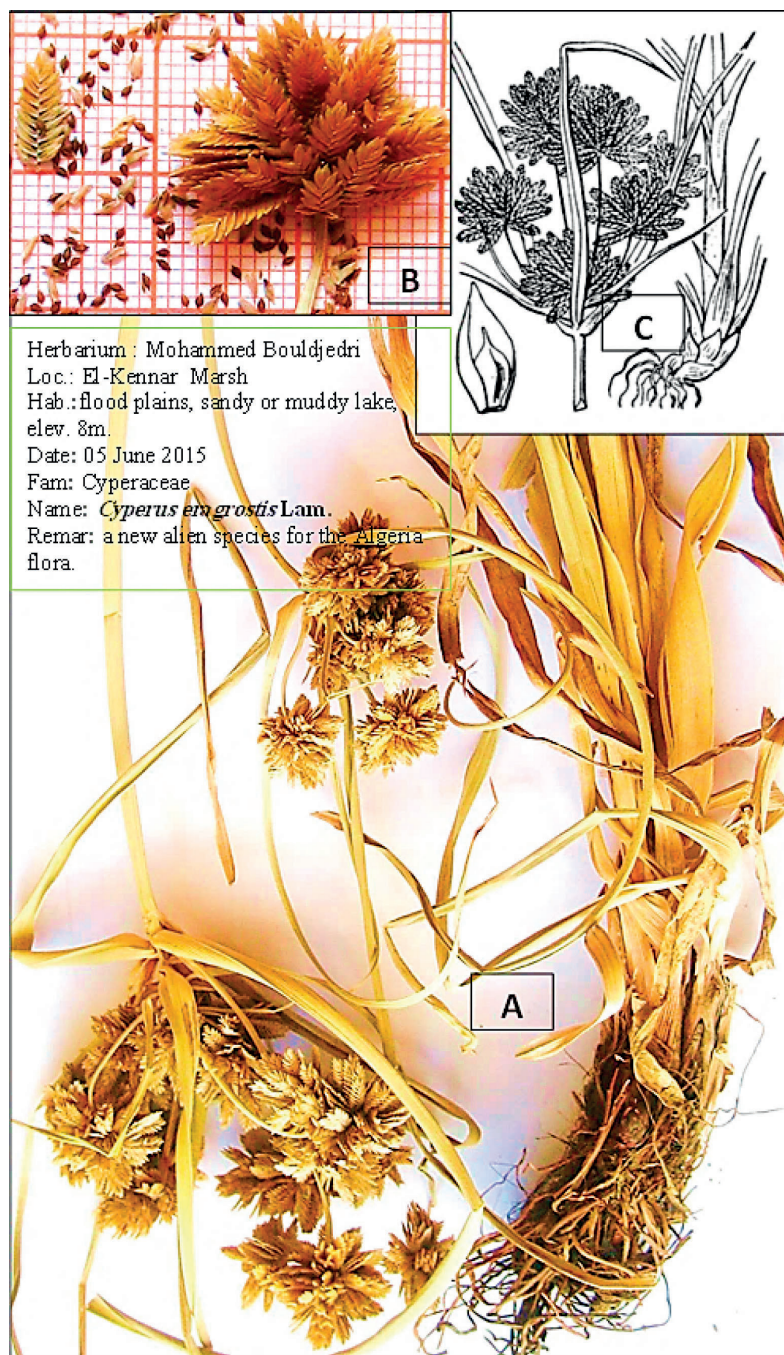 B
C
Herbarium : Mohammed Bouldjedri
Loc.: El-Kennar Marsh
Hab.:flood plains, sandy or muddy lake,
elev. 8m.
Date: 05 June 2015
Fam: Cyperaceae
Name: Cyperus eragrostis Lam.
Remar: a new alien species for the Algeria
flora.
A